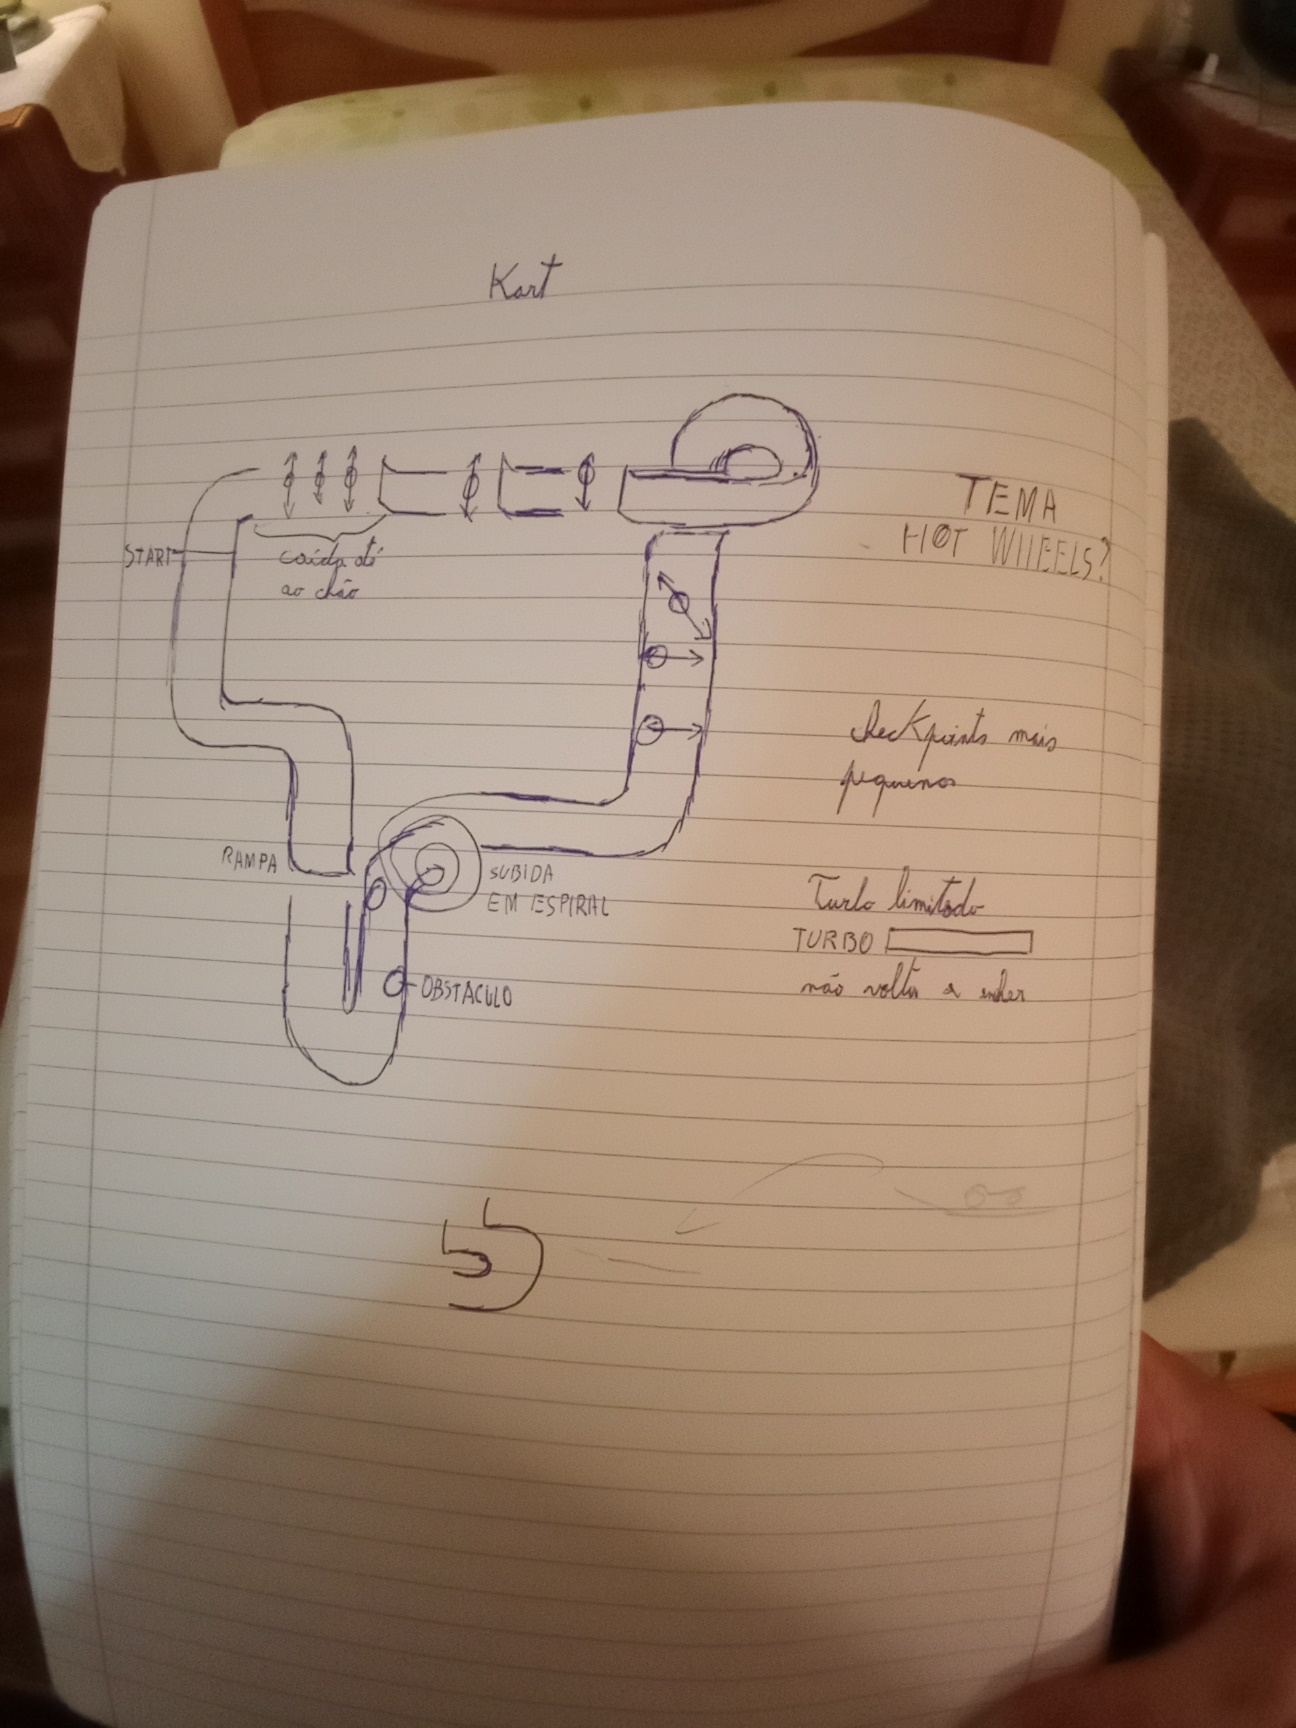 Kart
TEMA
HOT WHEELS?
START
caída até
ao chão
checkpoints mais
pequenos
RAMPA
SUBIDA
EM ESPIRAL
Turbo limitado
TURBO
não volta a encher
OBSTACULO